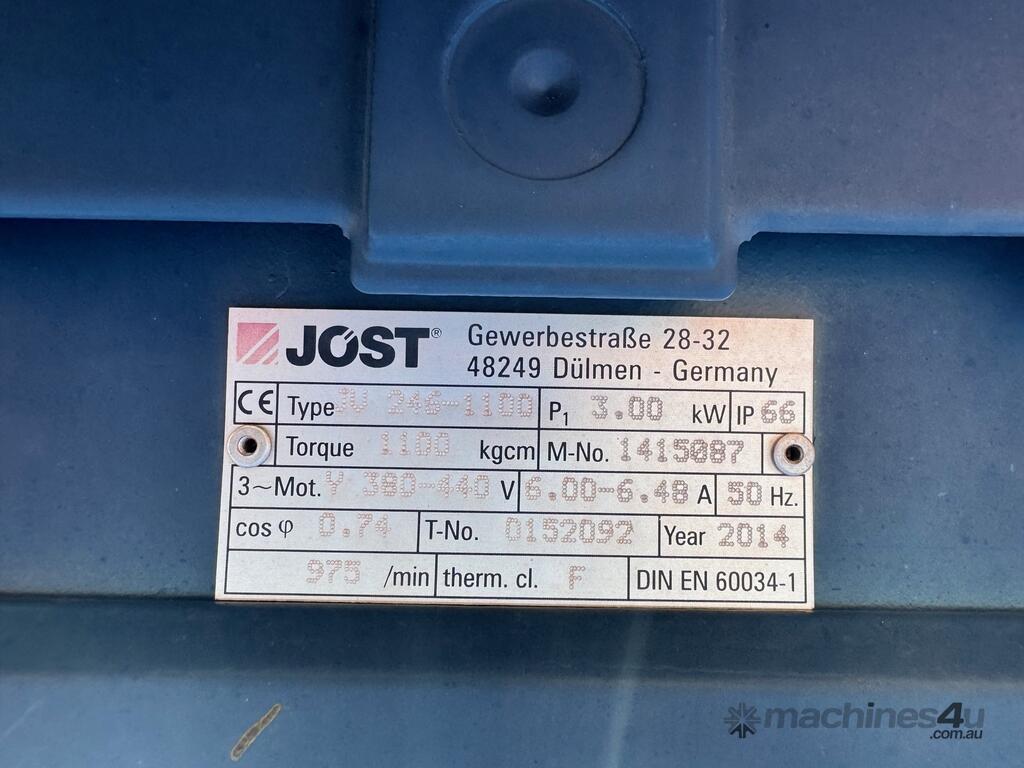 JÖST® Gewerbestraße 28-32
48249 Dülmen - Germany
CE Type JV 246-1100 P1 3.00 kW IP 66
Torque 1100 kgcm M-No. 1415087
3~Mot. Y 380-440 V 6.00-6.48 A 50 Hz.
cos φ 0.74 T-No. 0152092 Year 2014
975 /min therm. cl. F DIN EN 60034-1
machines4u
.com.au